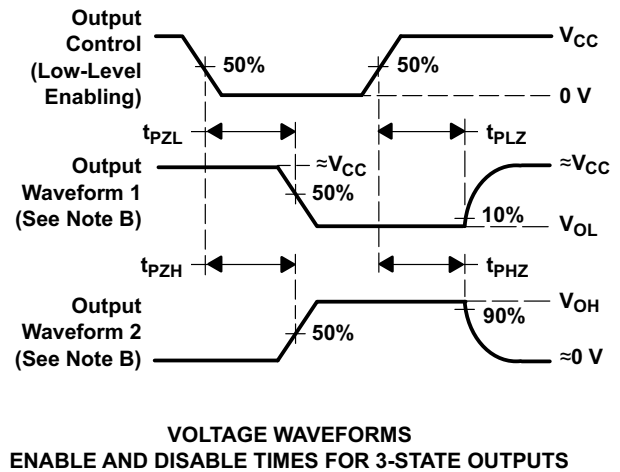 Output
Control
(Low-Level
Enabling)
50%
50%
VCC
0 V
tPZL
tPLZ
Output
Waveform 1
(See Note B)
≈VCC
50%
≈VCC
10%
VOL
tPZH
tPHZ
Output
Waveform 2
(See Note B)
50%
VOH
90%
≈0 V
VOLTAGE WAVEFORMS
ENABLE AND DISABLE TIMES FOR 3-STATE OUTPUTS